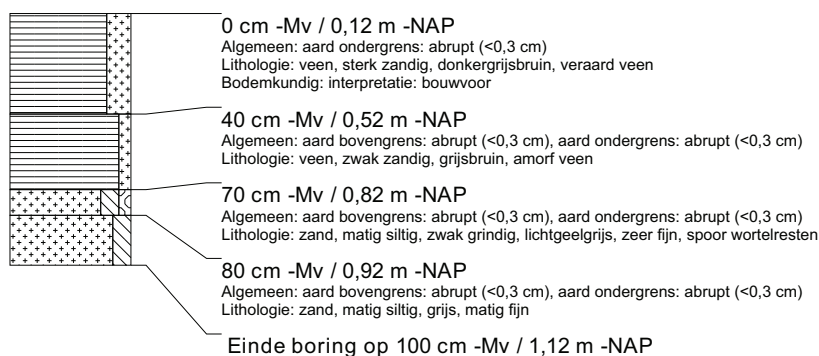 0 cm -Mv / 0,12 m -NAP
Algemeen: aard ondergrens: abrupt (<0,3 cm)
Lithologie: veen, sterk zandig, donkergrijsbruin, veraard veen
Bodemkundig: interpretatie: bouwvoor
40 cm -Mv / 0,52 m -NAP
Algemeen: aard bovengrens: abrupt (<0,3 cm), aard ondergrens: abrupt (<0,3 cm)
Lithologie: veen, zwak zandig, grijsbruin, amorf veen
70 cm -Mv / 0,82 m -NAP
Algemeen: aard bovengrens: abrupt (<0,3 cm), aard ondergrens: abrupt (<0,3 cm)
Lithologie: zand, matig siltig, zwak grindig, lichtgeelgrijs, zeer fijn, spoor wortelresten
80 cm -Mv / 0,92 m -NAP
Algemeen: aard bovengrens: abrupt (<0,3 cm), aard ondergrens: abrupt (<0,3 cm)
Lithologie: zand, matig siltig, grijs, matig fijn
Einde boring op 100 cm -Mv / 1,12 m -NAP